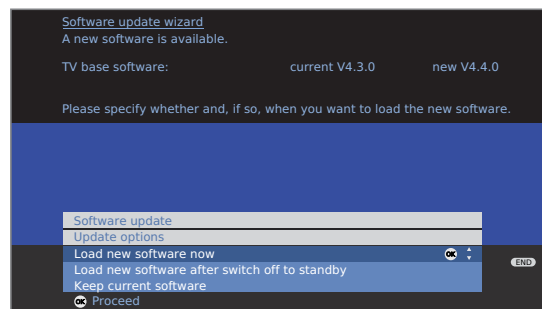 Software update wizard
A new software is available.
TV base software: current V4.3.0 new V4.4.0
Please specify whether and, if so, when you want to load the new software.
Software update
Update options
Load new software now OK
END
Load new software after switch off to standby
Keep current software
OK Proceed